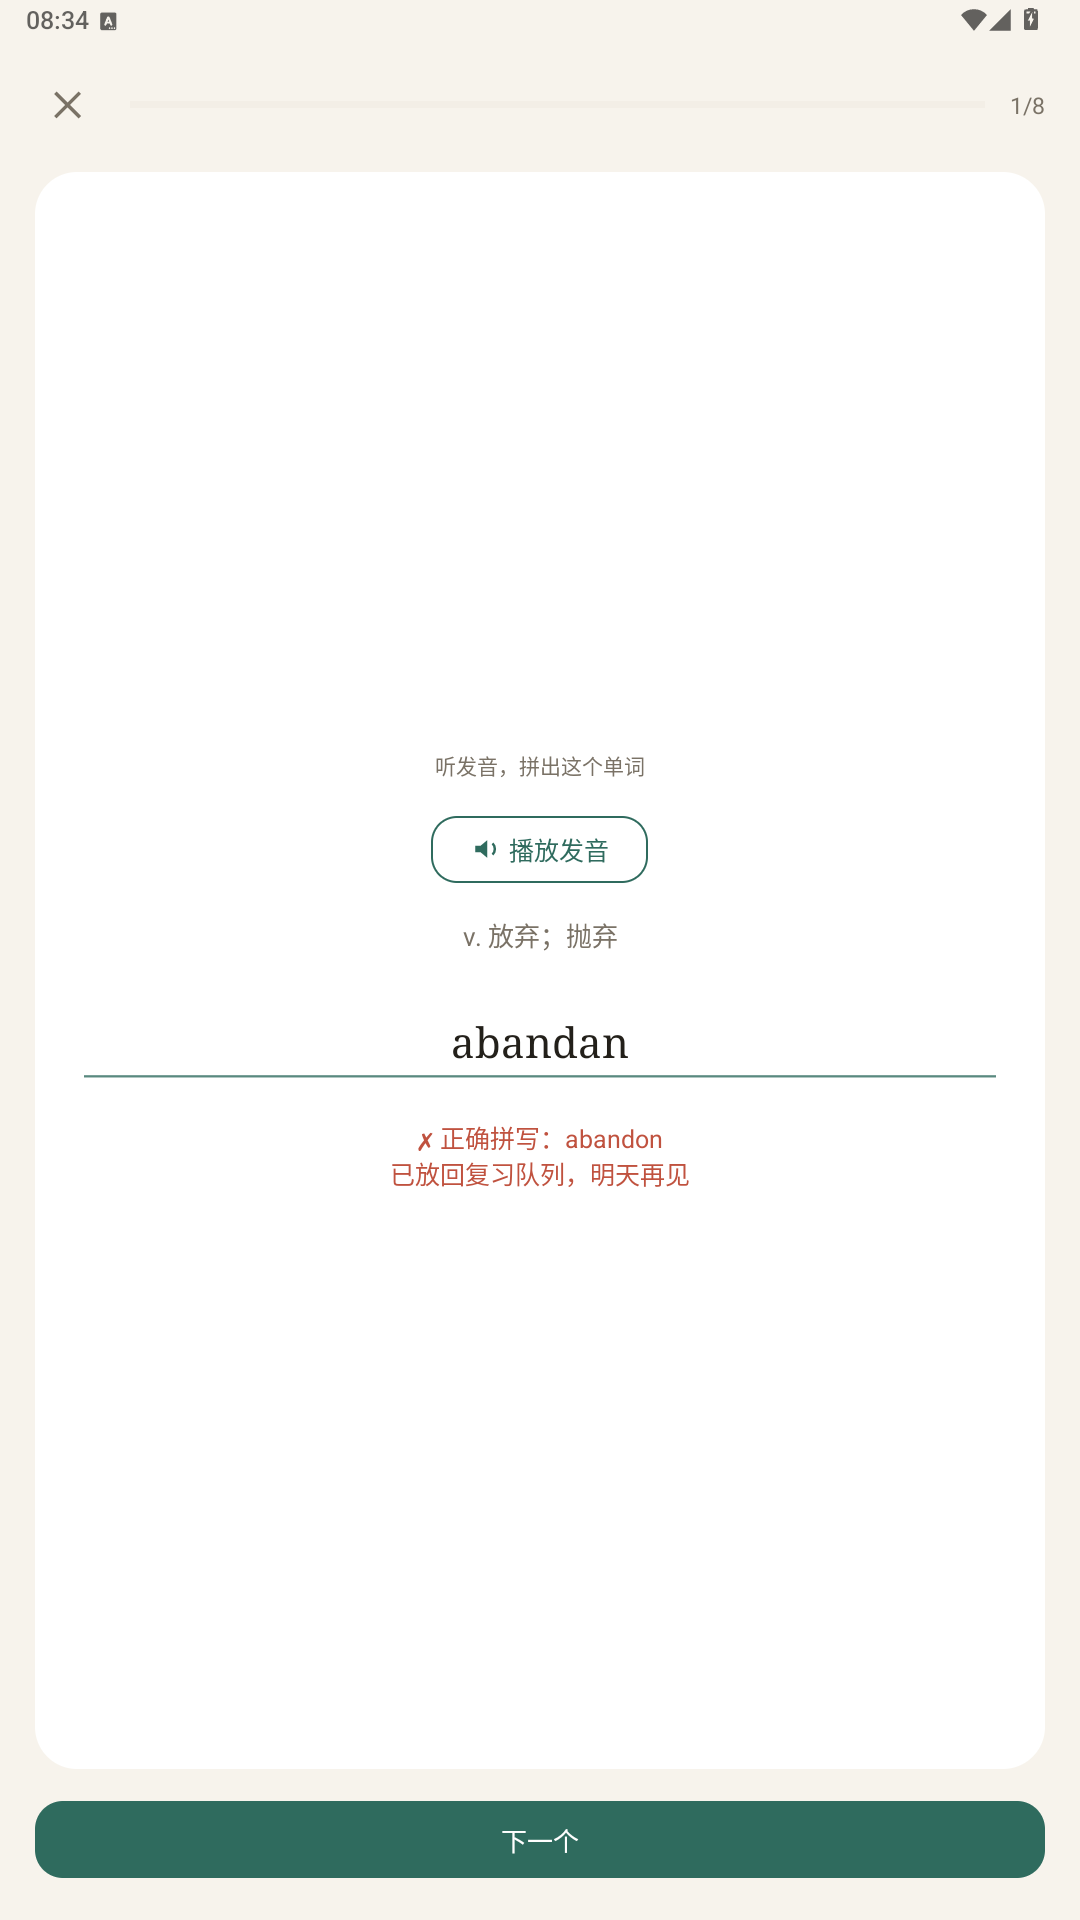 08:34
1/8
听发音，拼出这个单词
播放发音
v. 放弃；抛弃
abandan
✗ 正确拼写：abandon
已放回复习队列，明天再见
下一个